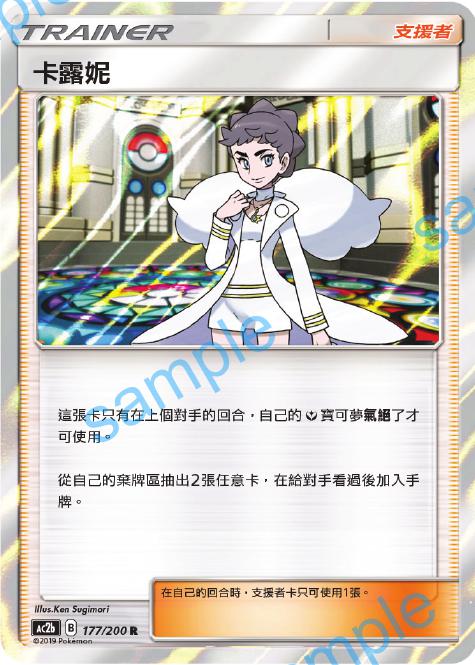 TRAINER
支援者
卡露妮
這張卡只有在上個對手的回合，自己的寶可夢氣絕了才
可使用。
從自己的棄牌區抽出2張任意卡，在給對手看過後加入手
牌。
在自己的回合時，支援者卡只可使用1張。
Illus.Ken Sugimori
AC2b B 177/200 R
©2019 Pokémon
sample
sample
sample